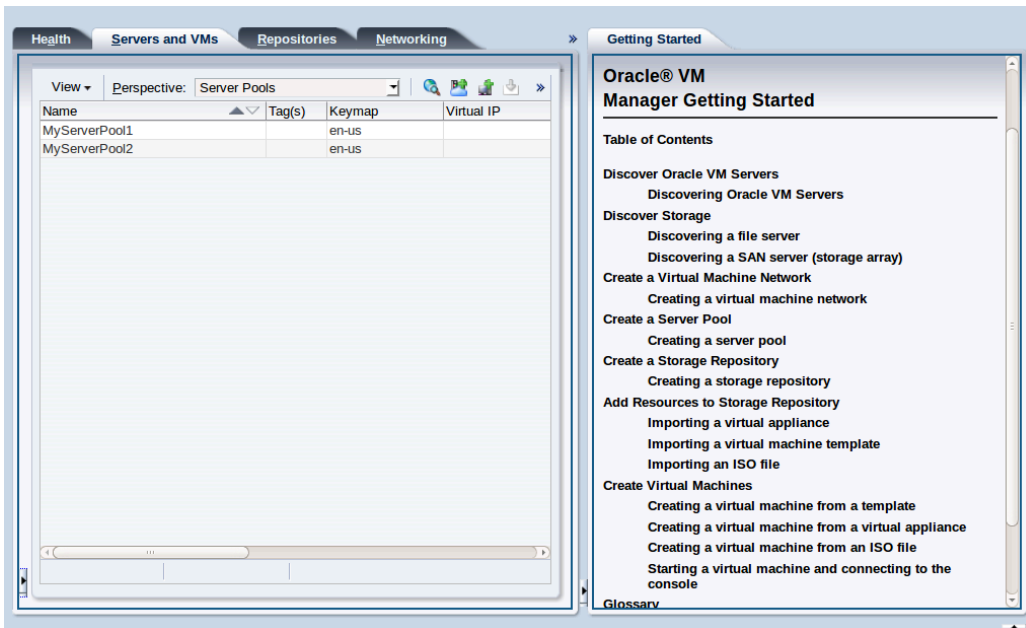 Health Servers and VMs Repositories Networking »
View Perspective: Server Pools »
Name Tag(s) Keymap Virtual IP
MyServerPool1 en-us
MyServerPool2 en-us
Getting Started
Oracle® VM
Manager Getting Started
Table of Contents
Discover Oracle VM Servers
Discovering Oracle VM Servers
Discover Storage
Discovering a file server
Discovering a SAN server (storage array)
Create a Virtual Machine Network
Creating a virtual machine network
Create a Server Pool
Creating a server pool
Create a Storage Repository
Creating a storage repository
Add Resources to Storage Repository
Importing a virtual appliance
Importing a virtual machine template
Importing an ISO file
Create Virtual Machines
Creating a virtual machine from a template
Creating a virtual machine from a virtual appliance
Creating a virtual machine from an ISO file
Starting a virtual machine and connecting to the
console
Glossary